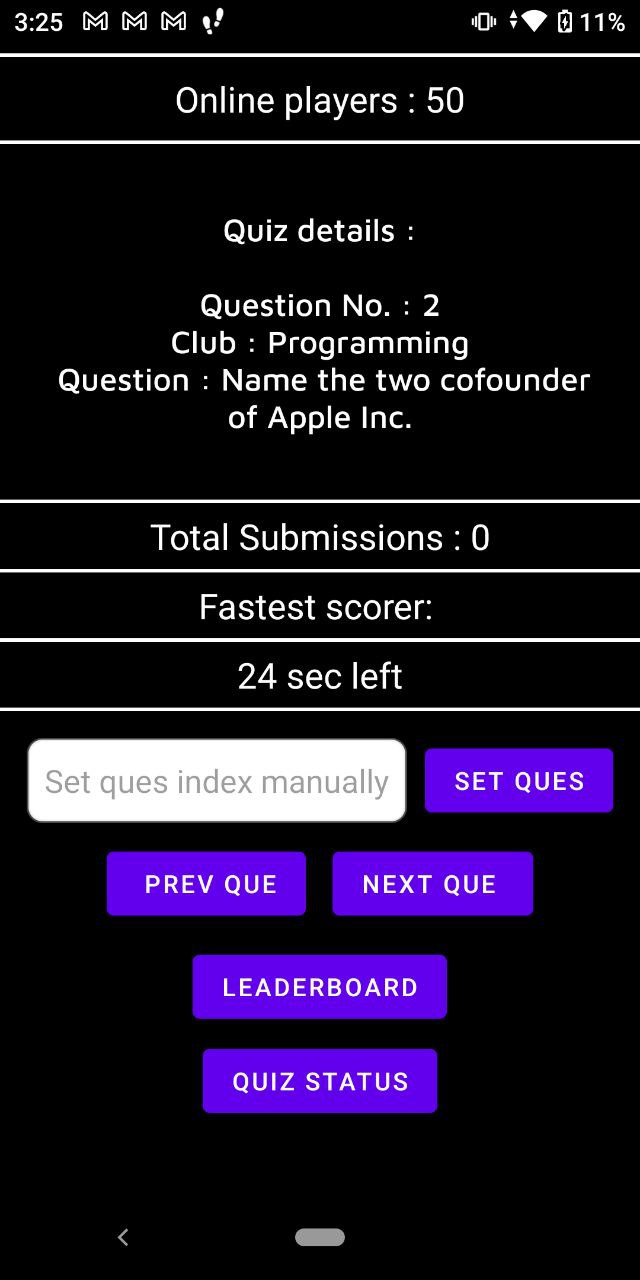 3:25
11%
Online players : 50
Quiz details :
Question No. : 2
Club : Programming
Question : Name the two cofounder
of Apple Inc.
Total Submissions : 0
Fastest scorer:
24 sec left
Set ques index manually
SET QUES
PREV QUE
NEXT QUE
LEADERBOARD
QUIZ STATUS